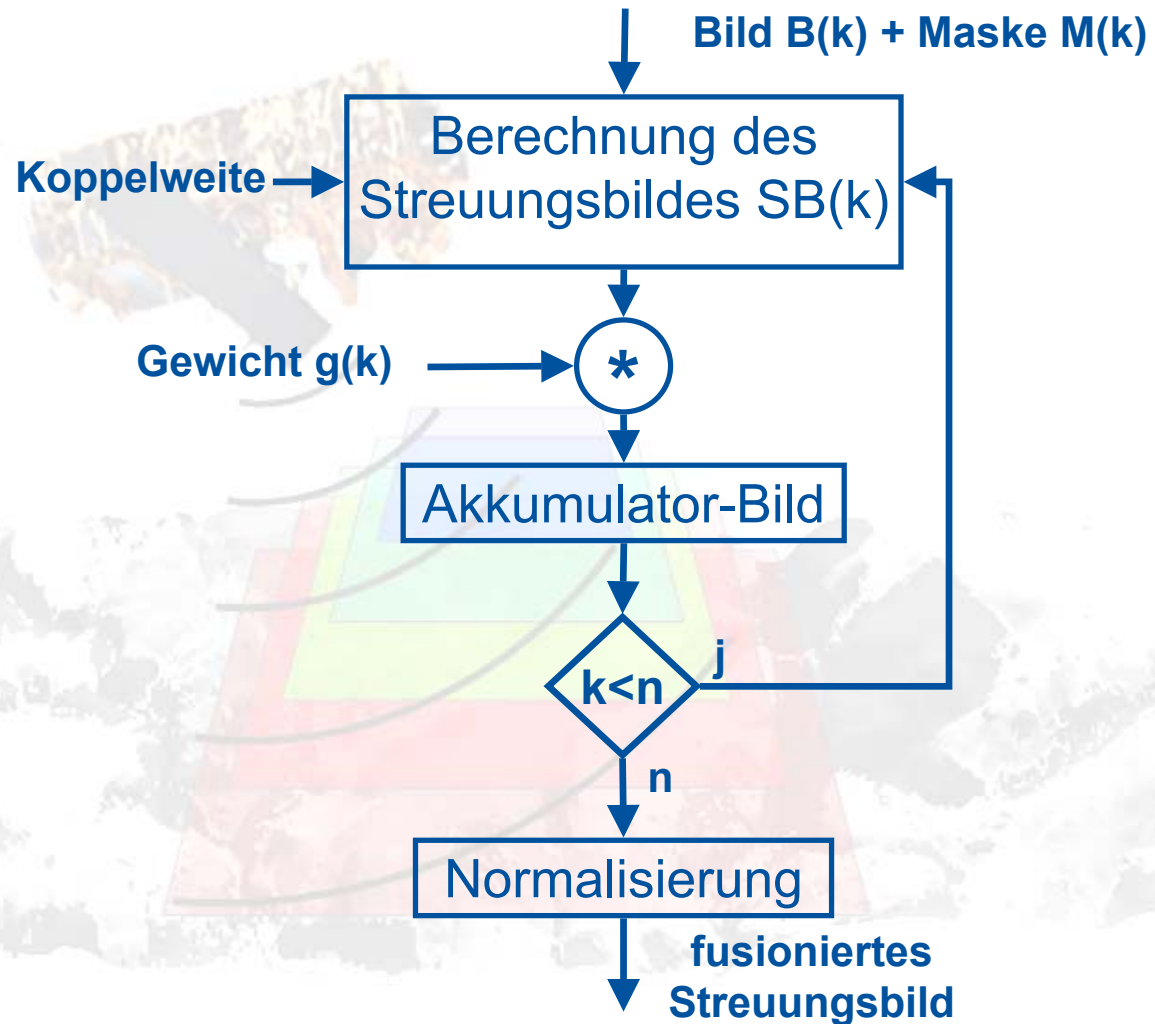 Bild B(k) + Maske M(k)
Berechnung des
Streuungsbildes SB(k)
Koppelweite
Gewicht g(k)
*
Akkumulator-Bild
k<n
j
n
Normalisierung
fusioniertes
Streuungsbild